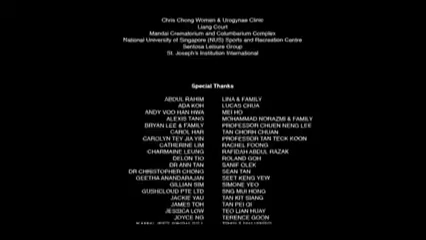 Chris Chong Women & Urogynae Clinic
Liang Court
Mandai Crematorium and Columbarium Complex
National University of Singapore (NUS) Sports and Recreation Centre
Sentosa Leisure Group
St. Joseph's Institution International
Special Thanks
ABDUL RAHIM LINA & FAMILY
ADA KOH LUCAS CHUA
ANDY VOO HAN HWA MEI HO
ALEXIS TANG MOHAMMAD NORAZMI & FAMILY
BRYAN LEE & FAMILY PROFESSOR CHUEN NENG LEE
CAROL HAR TAN CHORH CHUAN
CAROLYN TEY JIA YIN PROFESSOR TAN TECK KOON
CATHERINE LIM RACHEL FOONG
CHARMAINE LEUNG RAFIDAH ABDUL RAZAK
DELON TIO ROLAND GOH
DR ANN TAN SANIF OLEK
DR CHRISTOPHER CHONG SEAN TAN
GEETHA ANANDARAJAN SEET KENG YEW
GILLIAN SIM SIMONE YEO
GUSHCLOUD PTE LTD SNG MUI HONG
JACKIE YAU TAN KIT SIANG
JAMES TOH TAN PEI QI
JESSICA LOW TEO LIAN HUAY
JOYCE NG TERENCE GOON